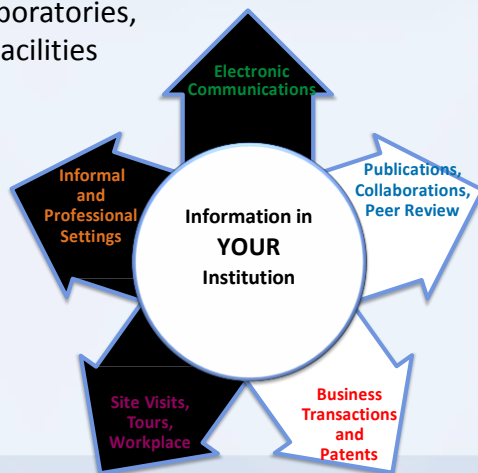 acilities
Electronic
Communications
Informal
and
Professional
Settings
Publications,
Collaborations,
Peer Review
Information in
YOUR
Institution
Site Visits,
Tours,
Workplace
Business
Transactions
and
Patents